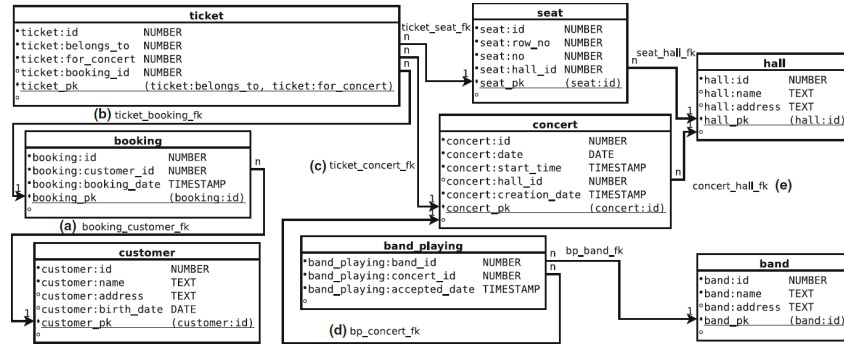 ticket
ticket:id NUMBER
ticket:belongs_to NUMBER
ticket:for_concert NUMBER
ticket:booking_id NUMBER
ticket_pk (ticket:belongs_to, ticket:for_concert)
ticket_seat_fk
n
n
n
1
seat
seat:id NUMBER
seat:row_no NUMBER
seat:no NUMBER
seat:hall_id NUMBER
seat_pk (seat:id)
n
seat_hall_fk
1
hall
hall:id NUMBER
hall:name TEXT
hall:address TEXT
hall_pk (hall:id)
(b) ticket_booking_fk
1
booking
booking:id NUMBER
booking:customer_id NUMBER
booking:booking_date TIMESTAMP
booking_pk (booking:id)
n
(c) ticket_concert_fk
1
concert
concert:id NUMBER
concert:date DATE
concert:start_time TIMESTAMP
concert:hall_id NUMBER
concert:creation_date TIMESTAMP
concert_pk (concert:id)
n
1
concert_hall_fk (e)
(a) booking_customer_fk
1
customer
customer:id NUMBER
customer:name TEXT
customer:address TEXT
customer:birth_date DATE
customer_pk (customer:id)
1
band_playing
band_playing:band_id NUMBER
band_playing:concert_id NUMBER
band_playing:accepted_date TIMESTAMP
n
n
bp_band_fk
(d) bp_concert_fk
1
band
band:id NUMBER
band:name TEXT
band:address TEXT
band_pk (band:id)